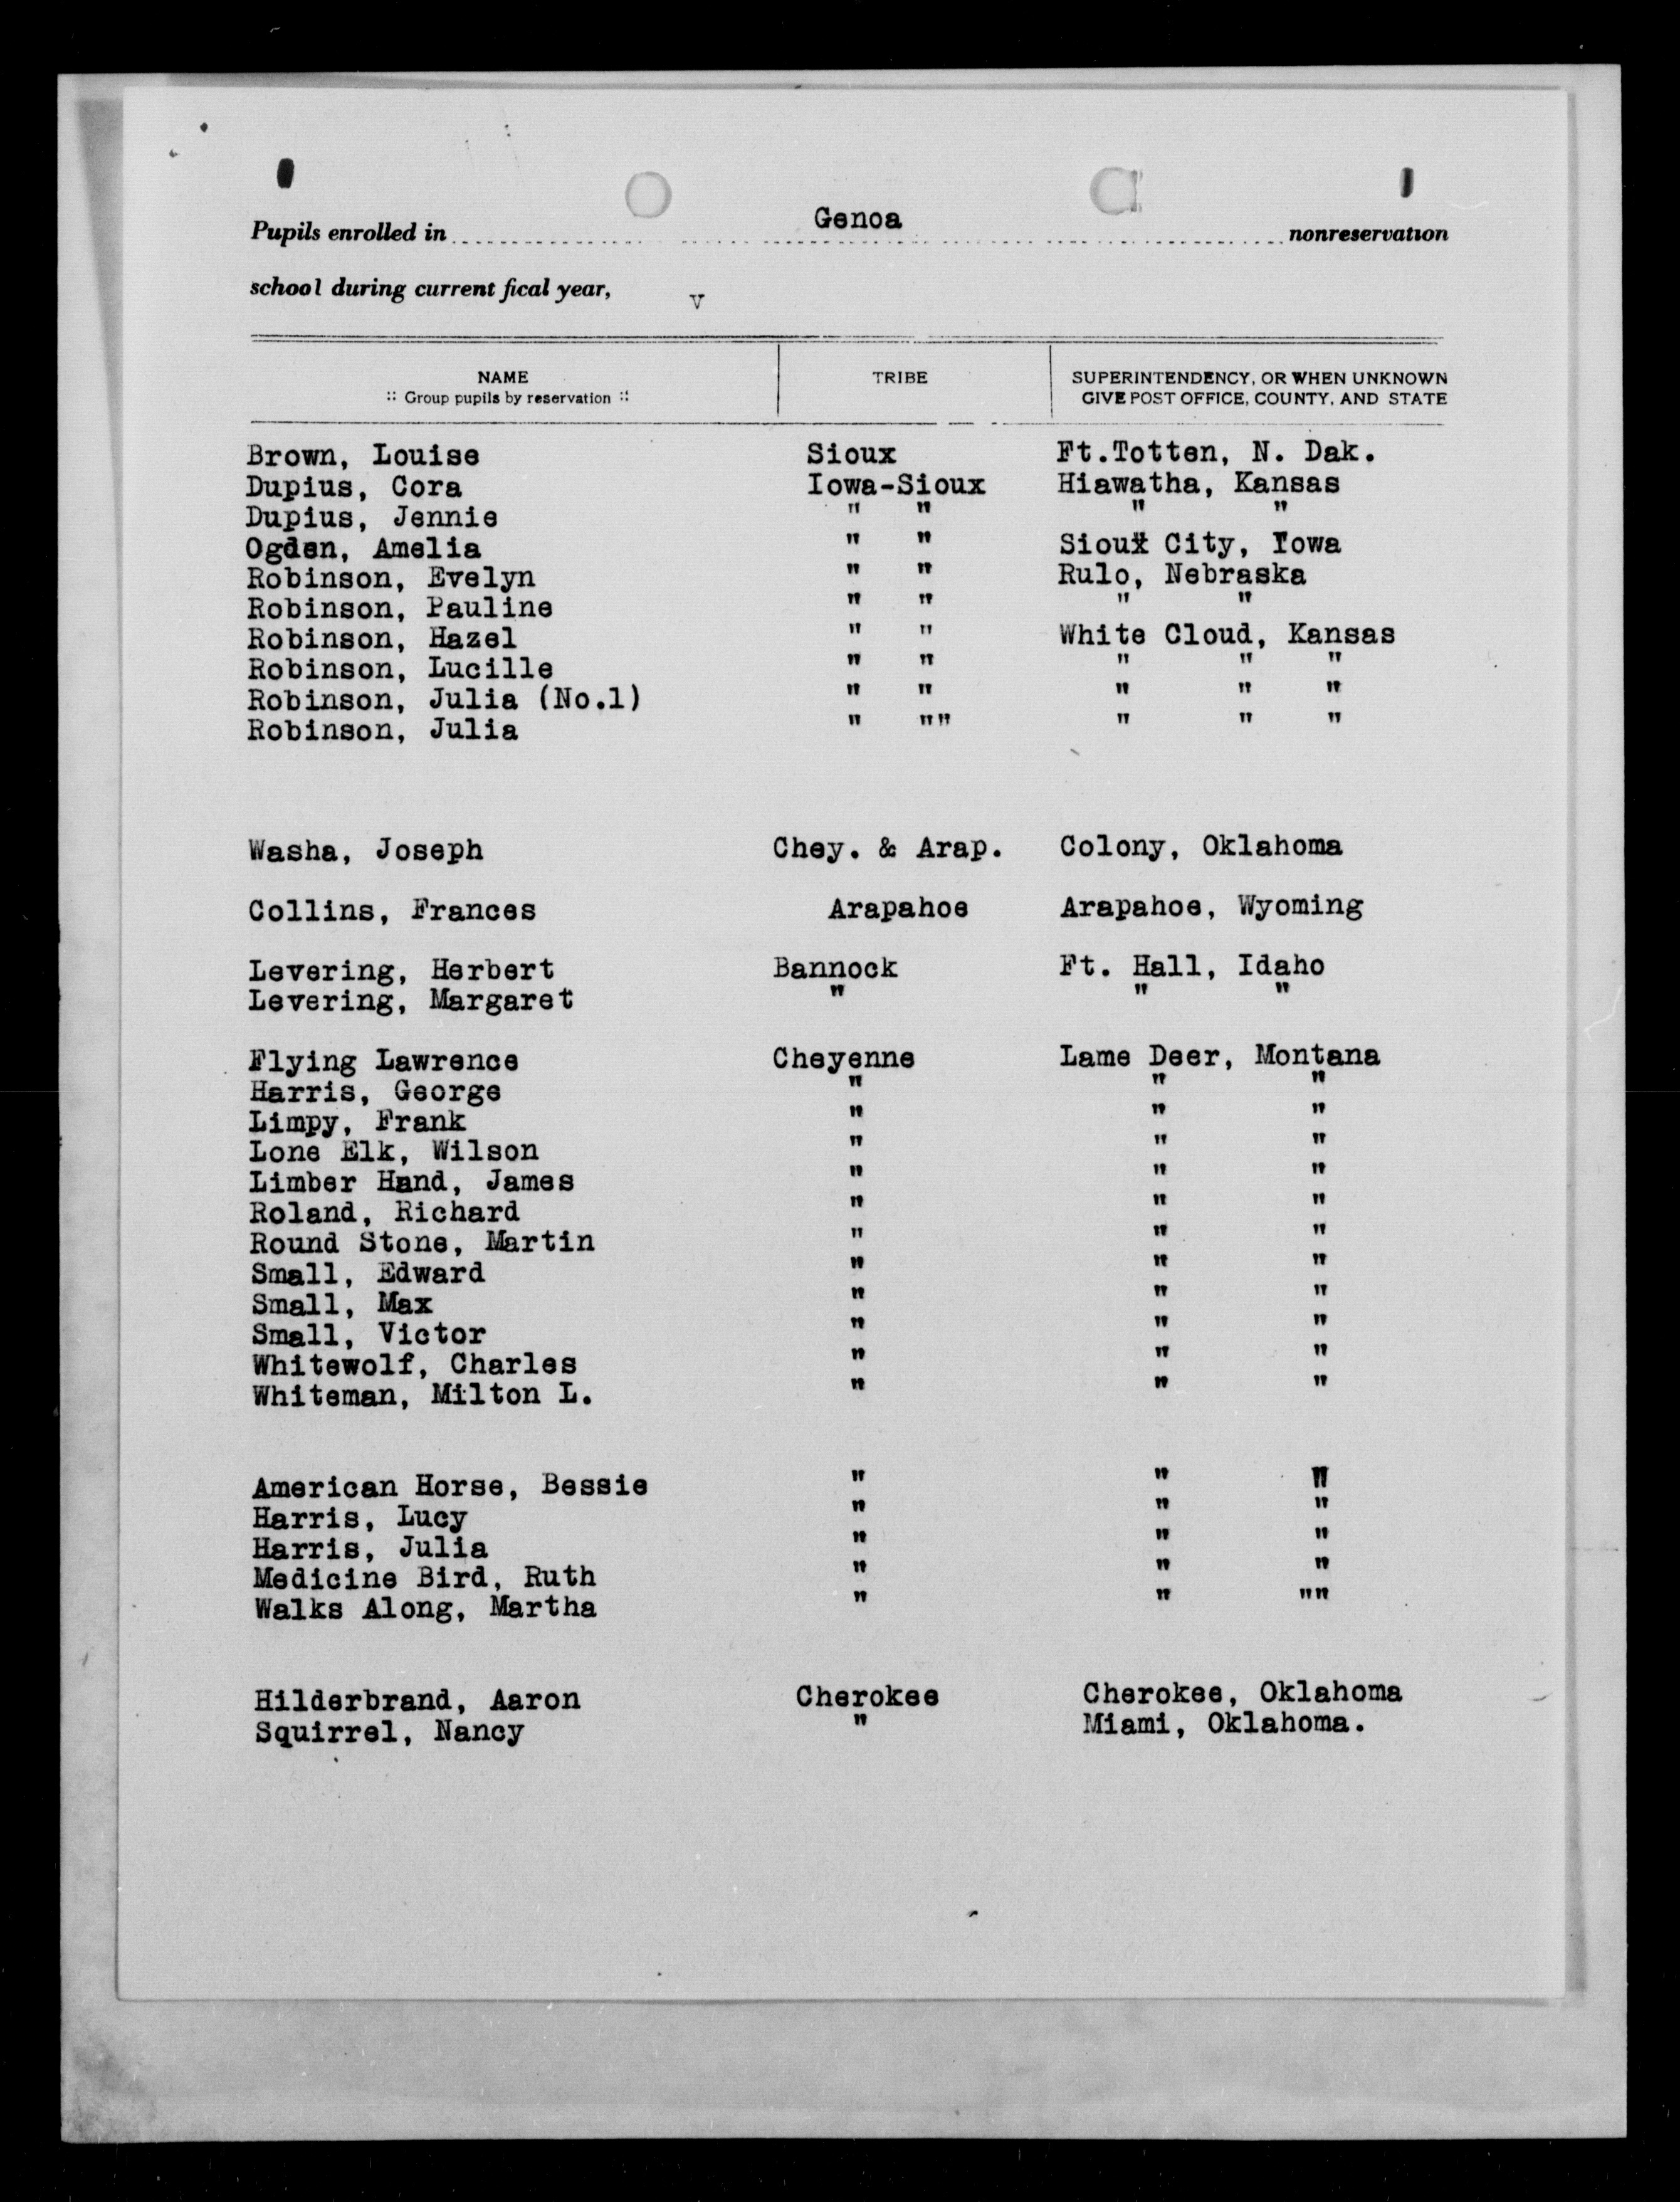 Pupils enrolled in Genoa nonreservation
school during current fical year, V
NAME TRIBE SUPERINTENDENCY, OR WHEN UNKNOWN
:: Group pupils by reservation :: GIVE POST OFFICE, COUNTY, AND STATE
Brown, Louise Sioux Ft.Totten, N. Dak.
Dupius, Cora Iowa-Sioux Hiawatha, Kansas
Dupius, Jennie " " " "
Ogden, Amelia " " Sioux City, Iowa
Robinson, Evelyn " " Rulo, Nebraska
Robinson, Pauline " " " "
Robinson, Hazel " " White Cloud, Kansas
Robinson, Lucille " " " " "
Robinson, Julia (No.1) " " " " "
Robinson, Julia " "" " " "
Washa, Joseph Chey. & Arap. Colony, Oklahoma
Collins, Frances Arapahoe Arapahoe, Wyoming
Levering, Herbert Bannock Ft. Hall, Idaho
Levering, Margaret " " "
Flying Lawrence Cheyenne Lame Deer, Montana
Harris, George " " "
Limpy, Frank " " "
Lone Elk, Wilson " " "
Limber Hand, James " " "
Roland, Richard " " "
Round Stone, Martin " " "
Small, Edward " " "
Small, Max " " "
Small, Victor " " "
Whitewolf, Charles " " "
Whiteman, Milton L. " " "
American Horse, Bessie " " "
Harris, Lucy " " "
Harris, Julia " " "
Medicine Bird, Ruth " " "
Walks Along, Martha " " ""
Hilderbrand, Aaron Cherokee Cherokee, Oklahoma
Squirrel, Nancy " Miami, Oklahoma.